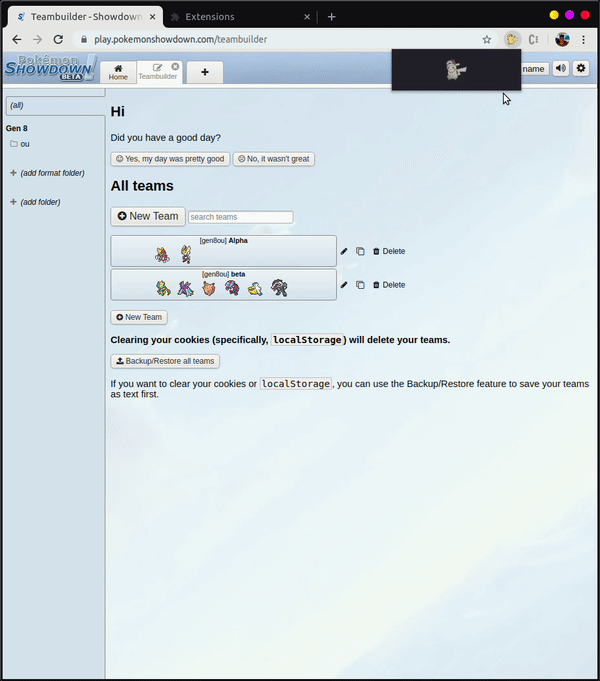 Teambuilder - Showdown
Extensions
play.pokemonshowdown.com/teambuilder
Pokémon
Showdown!
BETA
Home
Teambuilder
name
(all)
Gen 8
ou
(add format folder)
(add folder)
Hi
Did you have a good day?
Yes, my day was pretty good
No, it wasn't great
All teams
New Team
search teams
[gen8ou] Alpha
Delete
[gen8ou] beta
Delete
New Team
Clearing your cookies (specifically, localStorage) will delete your teams.
Backup/Restore all teams
If you want to clear your cookies or localStorage, you can use the Backup/Restore feature to save your teams
as text first.